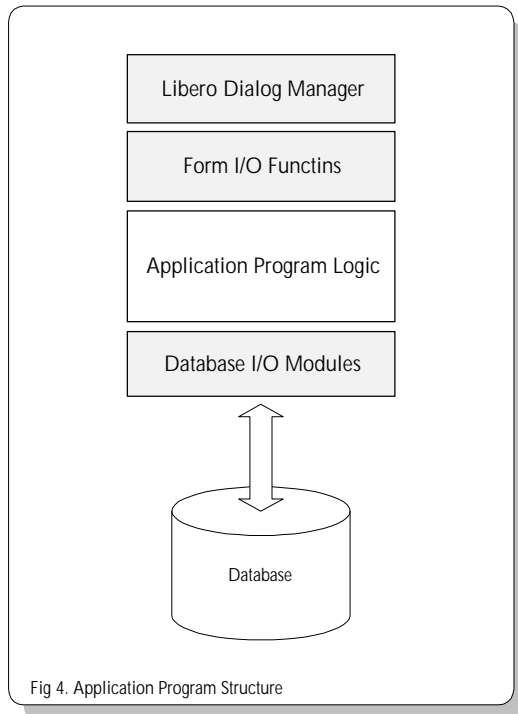 Libero Dialog Manager
Form I/O Functins
Application Program Logic
Database I/O Modules
Database
Fig 4. Application Program Structure